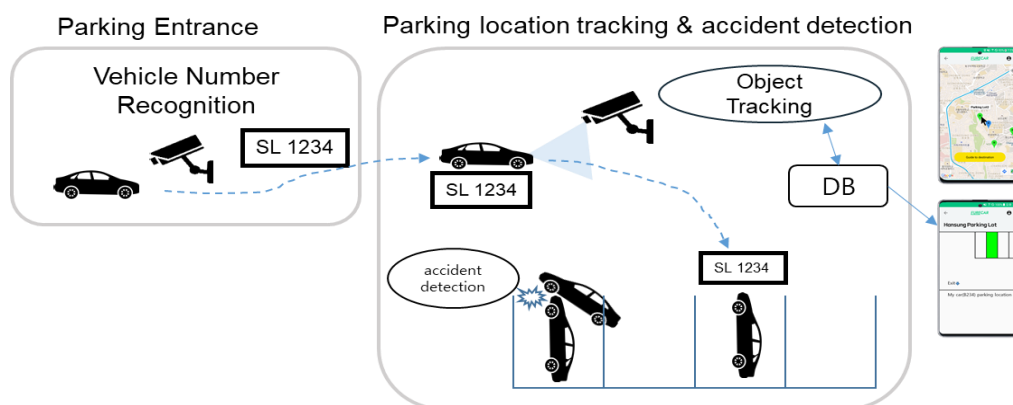 Parking Entrance
Parking location tracking & accident detection
Vehicle Number
Recognition
SL 1234
SL 1234
Object
Tracking
DB
SL 1234
accident
detection
Parking Lot
Guide to destination
Hansung Parking Lot
Exit
My car(8234) parking location